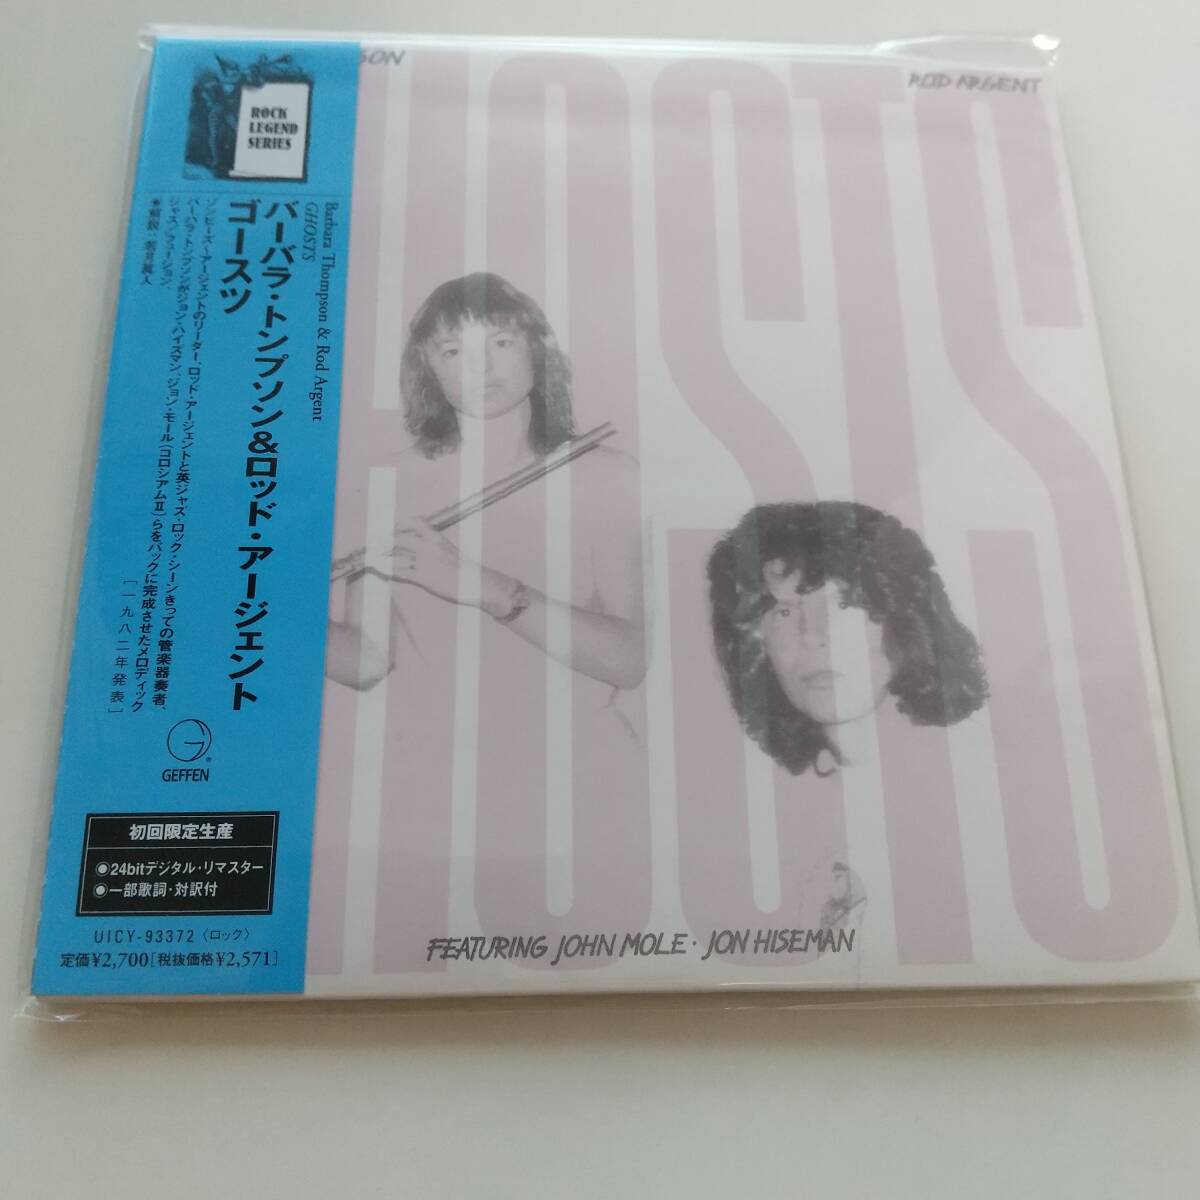 ROCK
LEGEND
SERIES
Barbara Thompson & Rod Argent
GHOSTS
バーバラ・トンプソン&ロッド・アージェント
ゴースツ
ゾンビーズ〜アージェントのリーダー、ロッド・アージェントと英ジャズ・ロック・シーンきっての管楽器奏者、
バーバラ・トンプソンがジョン・ハイズマン、ジョン・モール(コロシアムⅡ)らをバックに完成させたメロディック
ジャズ/フュージョン。
[一九八二年発表]
●解説:若月眞人
GEFFEN
初回限定生産
●24bitデジタル・リマスター
●一部歌詞・対訳付
UICY-93372〈ロック〉
定価¥2,700[税抜価格¥2,571]
SON
ROD ARGENT
HOSTS
FEATURING JOHN MOLE · JON HISEMAN